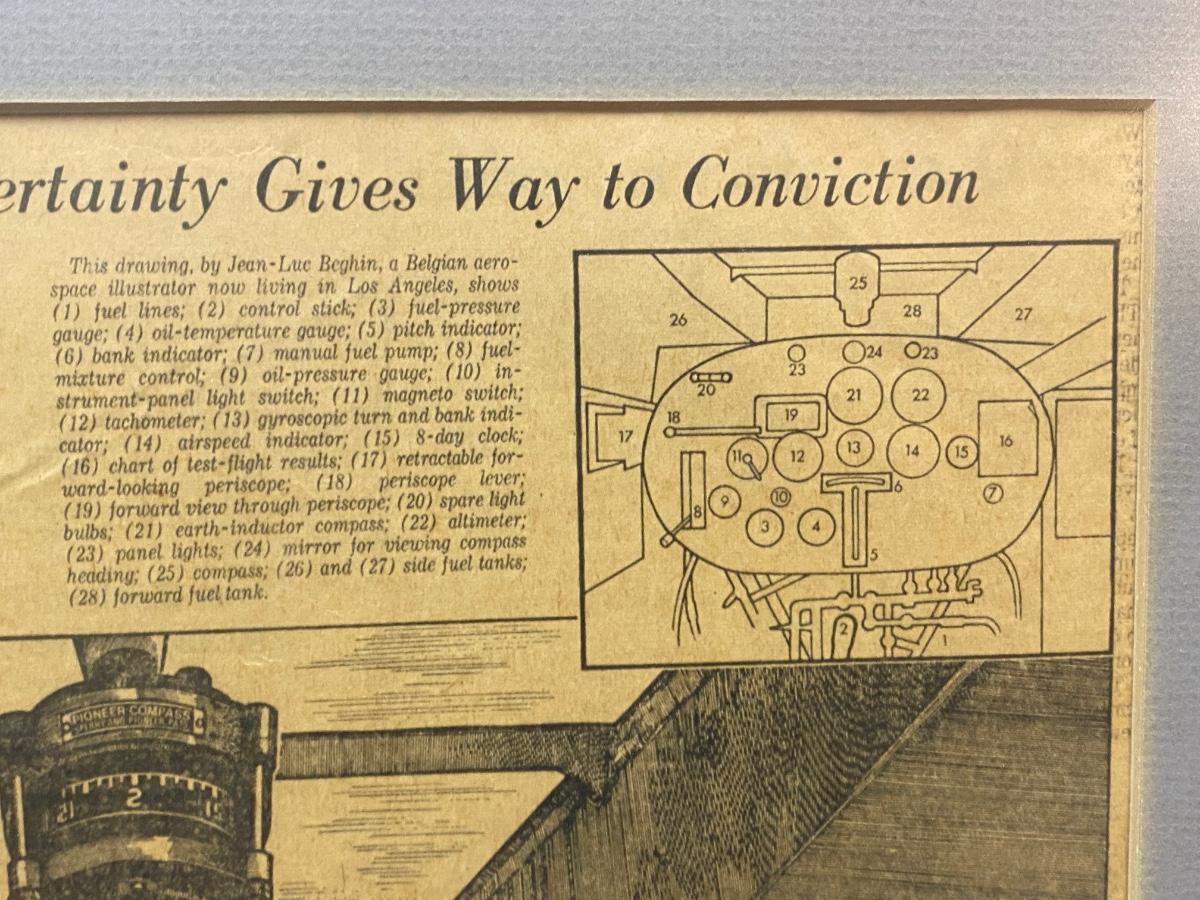 ertainty Gives Way to Conviction
This drawing, by Jean-Luc Beghin, a Belgian aero-
space illustrator now living in Los Angeles, shows
(1) fuel lines; (2) control stick; (3) fuel-pressure
gauge; (4) oil-temperature gauge; (5) pitch indicator;
(6) bank indicator; (7) manual fuel pump; (8) fuel-
mixture control; (9) oil-pressure gauge; (10) in-
strument-panel light switch; (11) magneto switch;
(12) tachometer; (13) gyroscopic turn and bank indi-
cator; (14) airspeed indicator; (15) 8-day clock;
(16) chart of test-flight results; (17) retractable for-
ward-looking periscope; (18) periscope lever;
(19) forward view through periscope; (20) spare light
bulbs; (21) earth-inductor compass; (22) altimeter;
(23) panel lights; (24) mirror for viewing compass
heading; (25) compass; (26) and (27) side fuel tanks;
(28) forward fuel tank.
25
26 28 27
23 24 23
20 21 22
18 19
17 11 12 13 14 15 16
9 10 6 7
8 3 4
5
2 1
PIONEER COMPASS
21 2 15